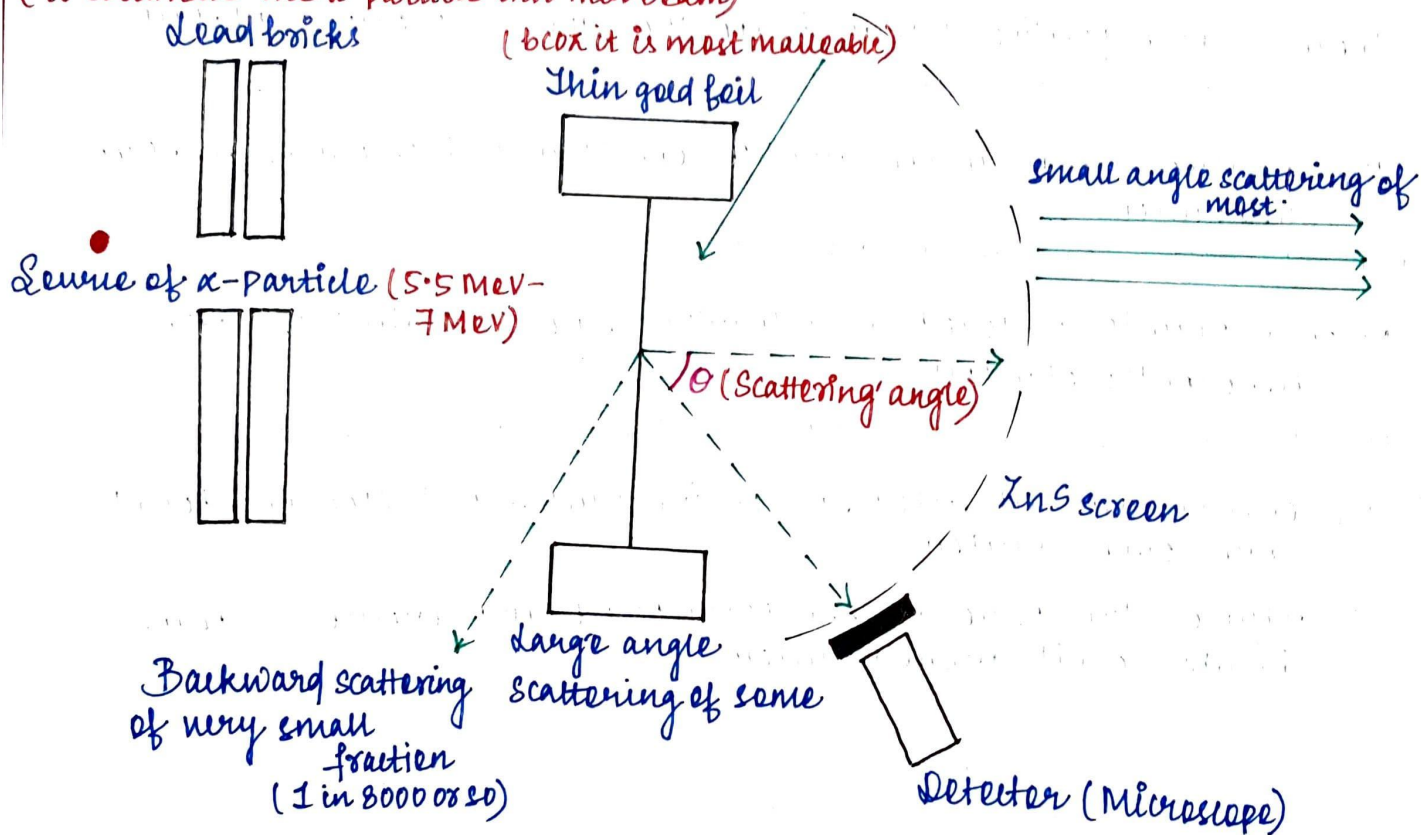 Lead bricks
(bcoz it is most malleable)
Thin gold foil
small angle scattering of
most.
Source of α-Particle (5.5 MeV-
7 MeV)
θ (Scattering angle)
ZnS screen
Large angle
scattering of some
Backward scattering
of very small
fraction
(1 in 8000 or so)
Detector (Microscope)